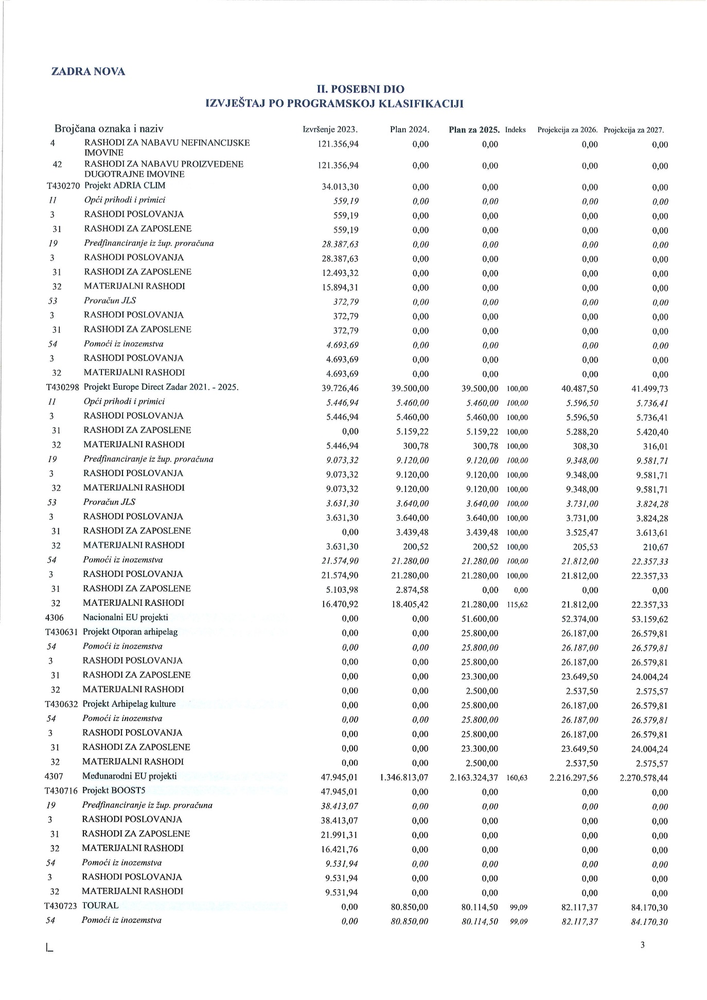 ZADRA NOVA
II. POSEBNI DIO
IZVJEŠTAJ PO PROGRAMSKOJ KLASIFIKACIJI
Brojčana oznaka i naziv Izvršenje 2023. Plan 2024. Plan za 2025. Indeks Projekcija za 2026. Projekcija za 2027.
4 RASHODI ZA NABAVU NEFINANCIJSKE 121.356,94 0,00 0,00 0,00 0,00
IMOVINE
42 RASHODI ZA NABAVU PROIZVEDENE 121.356,94 0,00 0,00 0,00 0,00
DUGOTRAJNE IMOVINE
T430270 Projekt ADRIA CLIM 34.013,30 0,00 0,00 0,00 0,00
11 Opći prihodi i primici 559,19 0,00 0,00 0,00 0,00
3 RASHODI POSLOVANJA 559,19 0,00 0,00 0,00 0,00
31 RASHODI ZA ZAPOSLENE 559,19 0,00 0,00 0,00 0,00
19 Predfinanciranje iz žup. proračuna 28.387,63 0,00 0,00 0,00 0,00
3 RASHODI POSLOVANJA 28.387,63 0,00 0,00 0,00 0,00
31 RASHODI ZA ZAPOSLENE 12.493,32 0,00 0,00 0,00 0,00
32 MATERIJALNI RASHODI 15.894,31 0,00 0,00 0,00 0,00
53 Proračun JLS 372,79 0,00 0,00 0,00 0,00
3 RASHODI POSLOVANJA 372,79 0,00 0,00 0,00 0,00
31 RASHODI ZA ZAPOSLENE 372,79 0,00 0,00 0,00 0,00
54 Pomoći iz inozemstva 4.693,69 0,00 0,00 0,00 0,00
3 RASHODI POSLOVANJA 4.693,69 0,00 0,00 0,00 0,00
32 MATERIJALNI RASHODI 4.693,69 0,00 0,00 0,00 0,00
T430298 Projekt Europe Direct Zadar 2021. - 2025. 39.726,46 39.500,00 39.500,00 100,00 40.487,50 41.499,73
11 Opći prihodi i primici 5.446,94 5.460,00 5.460,00 100,00 5.596,50 5.736,41
3 RASHODI POSLOVANJA 5.446,94 5.460,00 5.460,00 100,00 5.596,50 5.736,41
31 RASHODI ZA ZAPOSLENE 0,00 5.159,22 5.159,22 100,00 5.288,20 5.420,40
32 MATERIJALNI RASHODI 5.446,94 300,78 300,78 100,00 308,30 316,01
19 Predfinanciranje iz žup. proračuna 9.073,32 9.120,00 9.120,00 100,00 9.348,00 9.581,71
3 RASHODI POSLOVANJA 9.073,32 9.120,00 9.120,00 100,00 9.348,00 9.581,71
32 MATERIJALNI RASHODI 9.073,32 9.120,00 9.120,00 100,00 9.348,00 9.581,71
53 Proračun JLS 3.631,30 3.640,00 3.640,00 100,00 3.731,00 3.824,28
3 RASHODI POSLOVANJA 3.631,30 3.640,00 3.640,00 100,00 3.731,00 3.824,28
31 RASHODI ZA ZAPOSLENE 0,00 3.439,48 3.439,48 100,00 3.525,47 3.613,61
32 MATERIJALNI RASHODI 3.631,30 200,52 200,52 100,00 205,53 210,67
54 Pomoći iz inozemstva 21.574,90 21.280,00 21.280,00 100,00 21.812,00 22.357,33
3 RASHODI POSLOVANJA 21.574,90 21.280,00 21.280,00 100,00 21.812,00 22.357,33
31 RASHODI ZA ZAPOSLENE 5.103,98 2.874,58 0,00 0,00 0,00 0,00
32 MATERIJALNI RASHODI 16.470,92 18.405,42 21.280,00 115,62 21.812,00 22.357,33
4306 Nacionalni EU projekti 0,00 0,00 51.600,00 52.374,00 53.159,62
T430631 Projekt Otporan arhipelag 0,00 0,00 25.800,00 26.187,00 26.579,81
54 Pomoći iz inozemstva 0,00 0,00 25.800,00 26.187,00 26.579,81
3 RASHODI POSLOVANJA 0,00 0,00 25.800,00 26.187,00 26.579,81
31 RASHODI ZA ZAPOSLENE 0,00 0,00 23.300,00 23.649,50 24.004,24
32 MATERIJALNI RASHODI 0,00 0,00 2.500,00 2.537,50 2.575,57
T430632 Projekt Arhipelag kulture 0,00 0,00 25.800,00 26.187,00 26.579,81
54 Pomoći iz inozemstva 0,00 0,00 25.800,00 26.187,00 26.579,81
3 RASHODI POSLOVANJA 0,00 0,00 25.800,00 26.187,00 26.579,81
31 RASHODI ZA ZAPOSLENE 0,00 0,00 23.300,00 23.649,50 24.004,24
32 MATERIJALNI RASHODI 0,00 0,00 2.500,00 2.537,50 2.575,57
4307 Međunarodni EU projekti 47.945,01 1.346.813,07 2.163.324,37 160,63 2.216.297,56 2.270.578,44
T430716 Projekt BOOST5 47.945,01 0,00 0,00 0,00 0,00
19 Predfinanciranje iz žup. proračuna 38.413,07 0,00 0,00 0,00 0,00
3 RASHODI POSLOVANJA 38.413,07 0,00 0,00 0,00 0,00
31 RASHODI ZA ZAPOSLENE 21.991,31 0,00 0,00 0,00 0,00
32 MATERIJALNI RASHODI 16.421,76 0,00 0,00 0,00 0,00
54 Pomoći iz inozemstva 9.531,94 0,00 0,00 0,00 0,00
3 RASHODI POSLOVANJA 9.531,94 0,00 0,00 0,00 0,00
32 MATERIJALNI RASHODI 9.531,94 0,00 0,00 0,00 0,00
T430723 TOURAL 0,00 80.850,00 80.114,50 99,09 82.117,37 84.170,30
54 Pomoći iz inozemstva 0,00 80.850,00 80.114,50 99,09 82.117,37 84.170,30
3